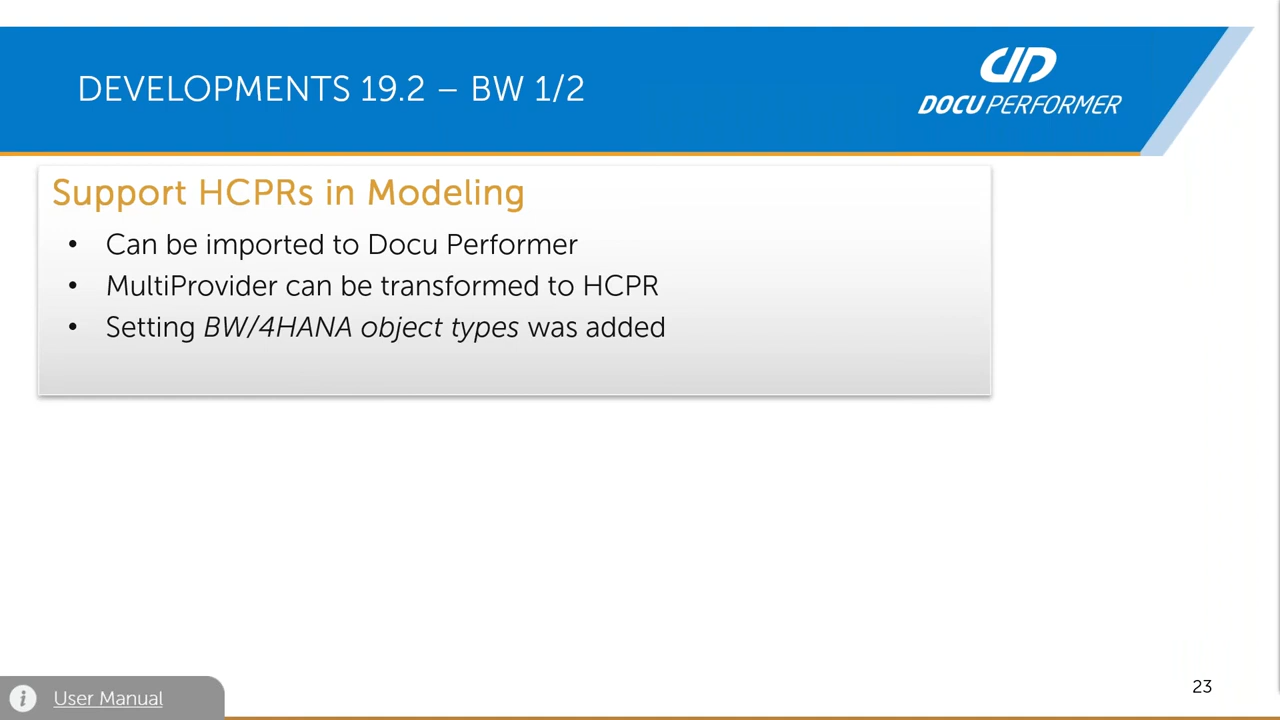 DEVELOPMENTS 19.2 – BW 1/2
DOCU PERFORMER
Support HCPRs in Modeling
• Can be imported to Docu Performer
• MultiProvider can be transformed to HCPR
• Setting BW/4HANA object types was added
User Manual
23